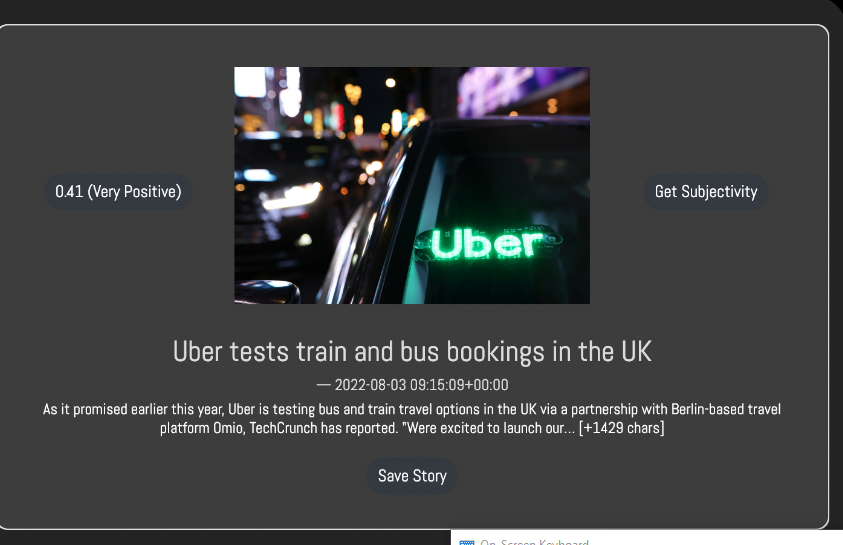 0.41 (Very Positive)
Uber
Get Subjectivity
Uber tests train and bus bookings in the UK
— 2022-08-03 09:15:09+00:00
As it promised earlier this year, Uber is testing bus and train travel options in the UK via a partnership with Berlin-based travel
platform Omio, TechCrunch has reported. "Were excited to launch our… [+1429 chars]
Save Story
On-Screen Keyboard